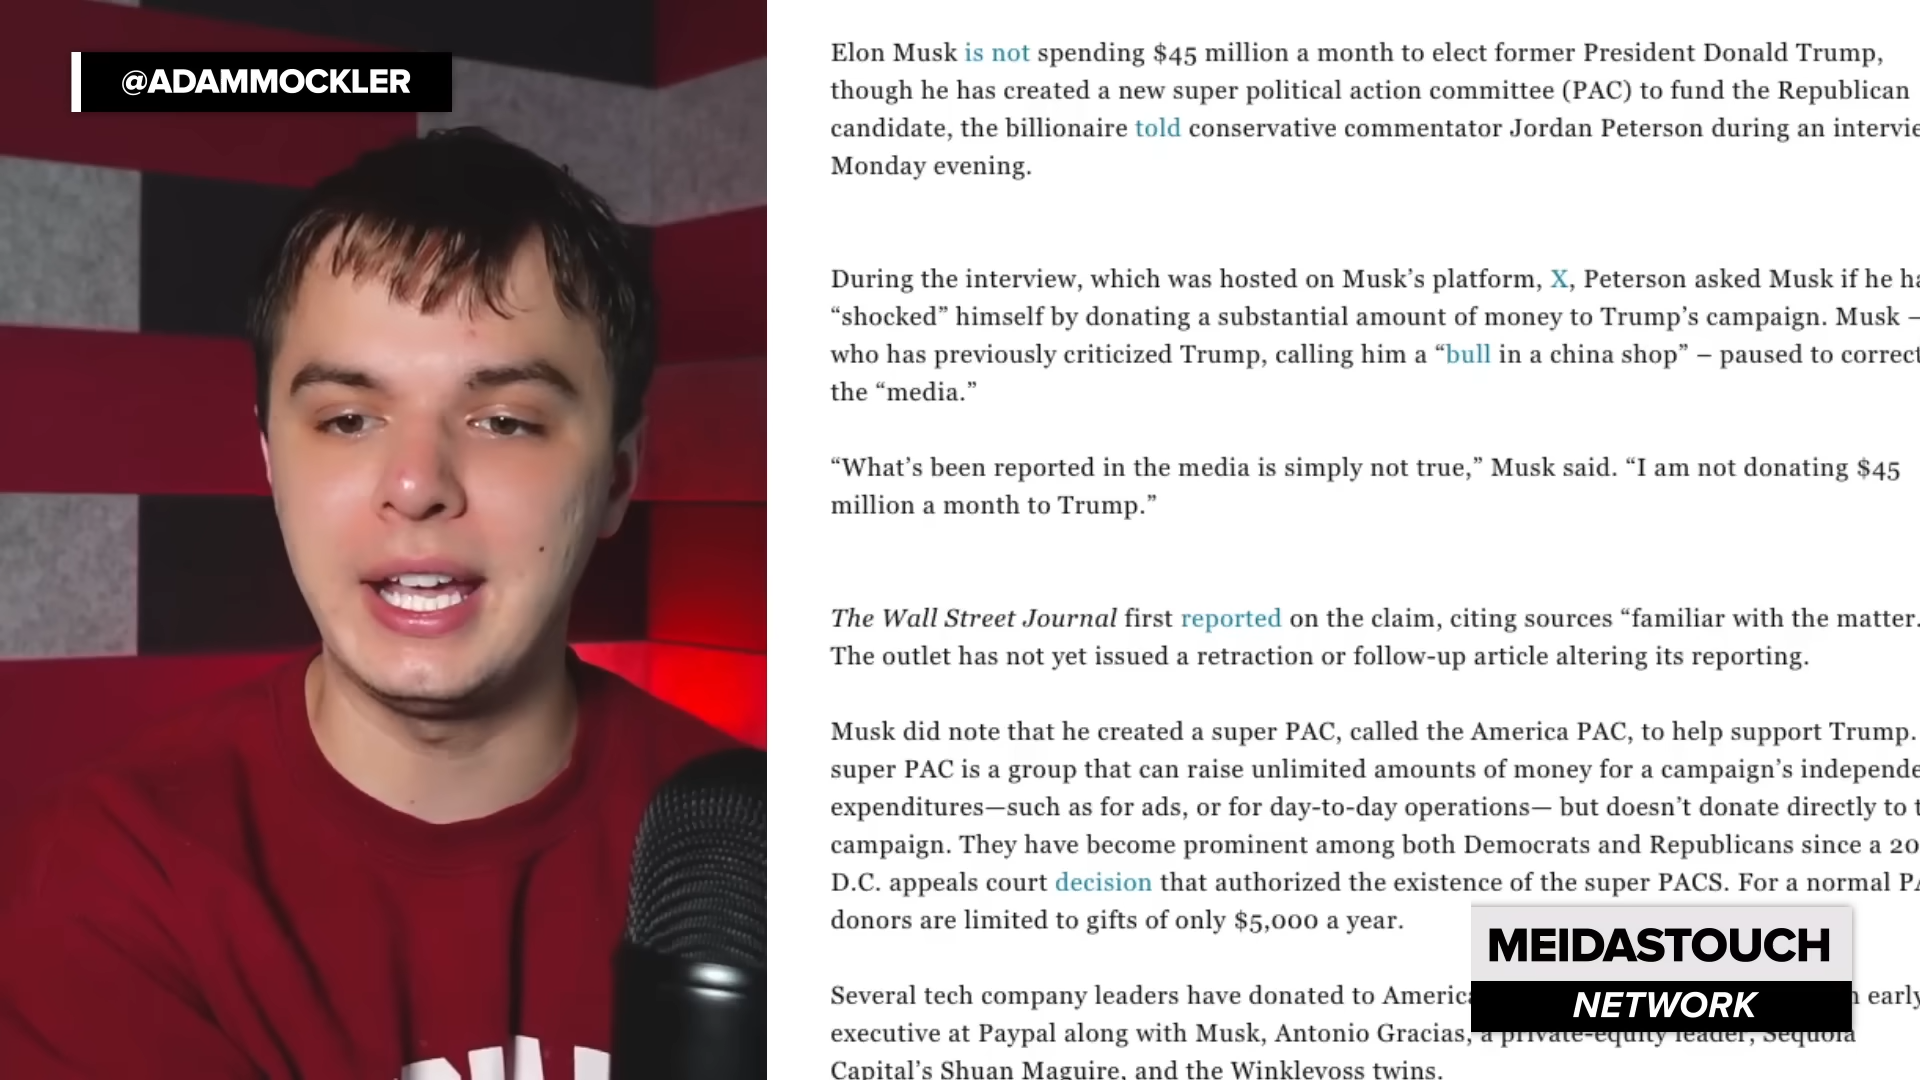 @ADAMMOCKLER
Elon Musk is not spending $45 million a month to elect former President Donald Trump,
though he has created a new super political action committee (PAC) to fund the Republican
candidate, the billionaire told conservative commentator Jordan Peterson during an intervie
Monday evening.
During the interview, which was hosted on Musk’s platform, X, Peterson asked Musk if he ha
“shocked” himself by donating a substantial amount of money to Trump’s campaign. Musk –
who has previously criticized Trump, calling him a “bull in a china shop” – paused to correct
the “media.”
“What’s been reported in the media is simply not true,” Musk said. “I am not donating $45
million a month to Trump.”
The Wall Street Journal first reported on the claim, citing sources “familiar with the matter.
The outlet has not yet issued a retraction or follow-up article altering its reporting.
Musk did note that he created a super PAC, called the America PAC, to help support Trump.
super PAC is a group that can raise unlimited amounts of money for a campaign’s independe
expenditures—such as for ads, or for day-to-day operations— but doesn’t donate directly to t
campaign. They have become prominent among both Democrats and Republicans since a 20
D.C. appeals court decision that authorized the existence of the super PACS. For a normal PA
donors are limited to gifts of only $5,000 a year.
Several tech company leaders have donated to America early
executive at Paypal along with Musk, Antonio Gracias, a private-equity leader, Sequoia
Capital’s Shuan Maguire, and the Winklevoss twins.
MEIDASTOUCH
NETWORK